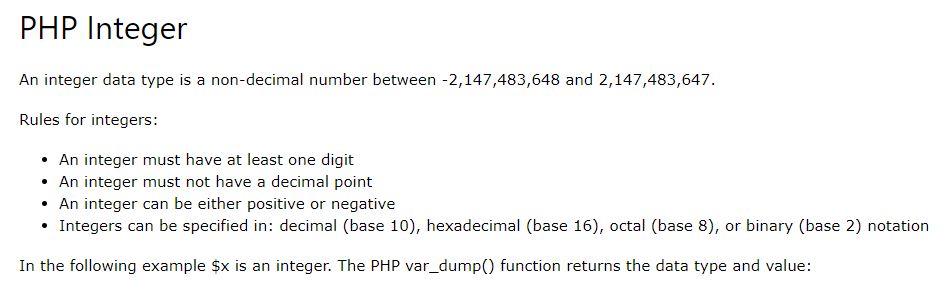 PHP Integer
An integer data type is a non-decimal number between -2,147,483,648 and 2,147,483,647.
Rules for integers:
• An integer must have at least one digit
• An integer must not have a decimal point
• An integer can be either positive or negative
• Integers can be specified in: decimal (base 10), hexadecimal (base 16), octal (base 8), or binary (base 2) notation
In the following example $x is an integer. The PHP var_dump() function returns the data type and value: